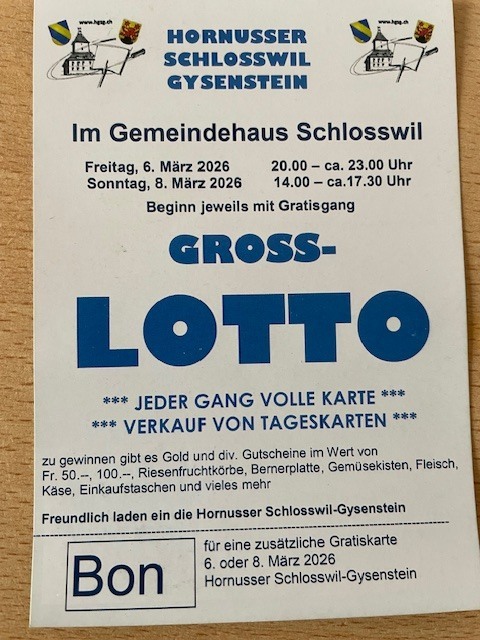 www.hgsg.ch
www.hgsg.ch
HORNUSSER
SCHLOSSWIL
GYSENSTEIN
Im Gemeindehaus Schlosswil
Freitag, 6. März 2026 20.00 – ca. 23.00 Uhr
Sonntag, 8. März 2026 14.00 – ca.17.30 Uhr
Beginn jeweils mit Gratisgang
GROSS-
LOTTO
*** JEDER GANG VOLLE KARTE ***
*** VERKAUF VON TAGESKARTEN ***
zu gewinnen gibt es Gold und div. Gutscheine im Wert von
Fr. 50.--, 100.--, Riesenfruchtkörbe, Bernerplatte, Gemüsekisten, Fleisch,
Käse, Einkaufstaschen und vieles mehr
Freundlich laden ein die Hornusser Schlosswil-Gysenstein
Bon
für eine zusätzliche Gratiskarte
6. oder 8. März 2026
Hornusser Schlosswil-Gysenstein